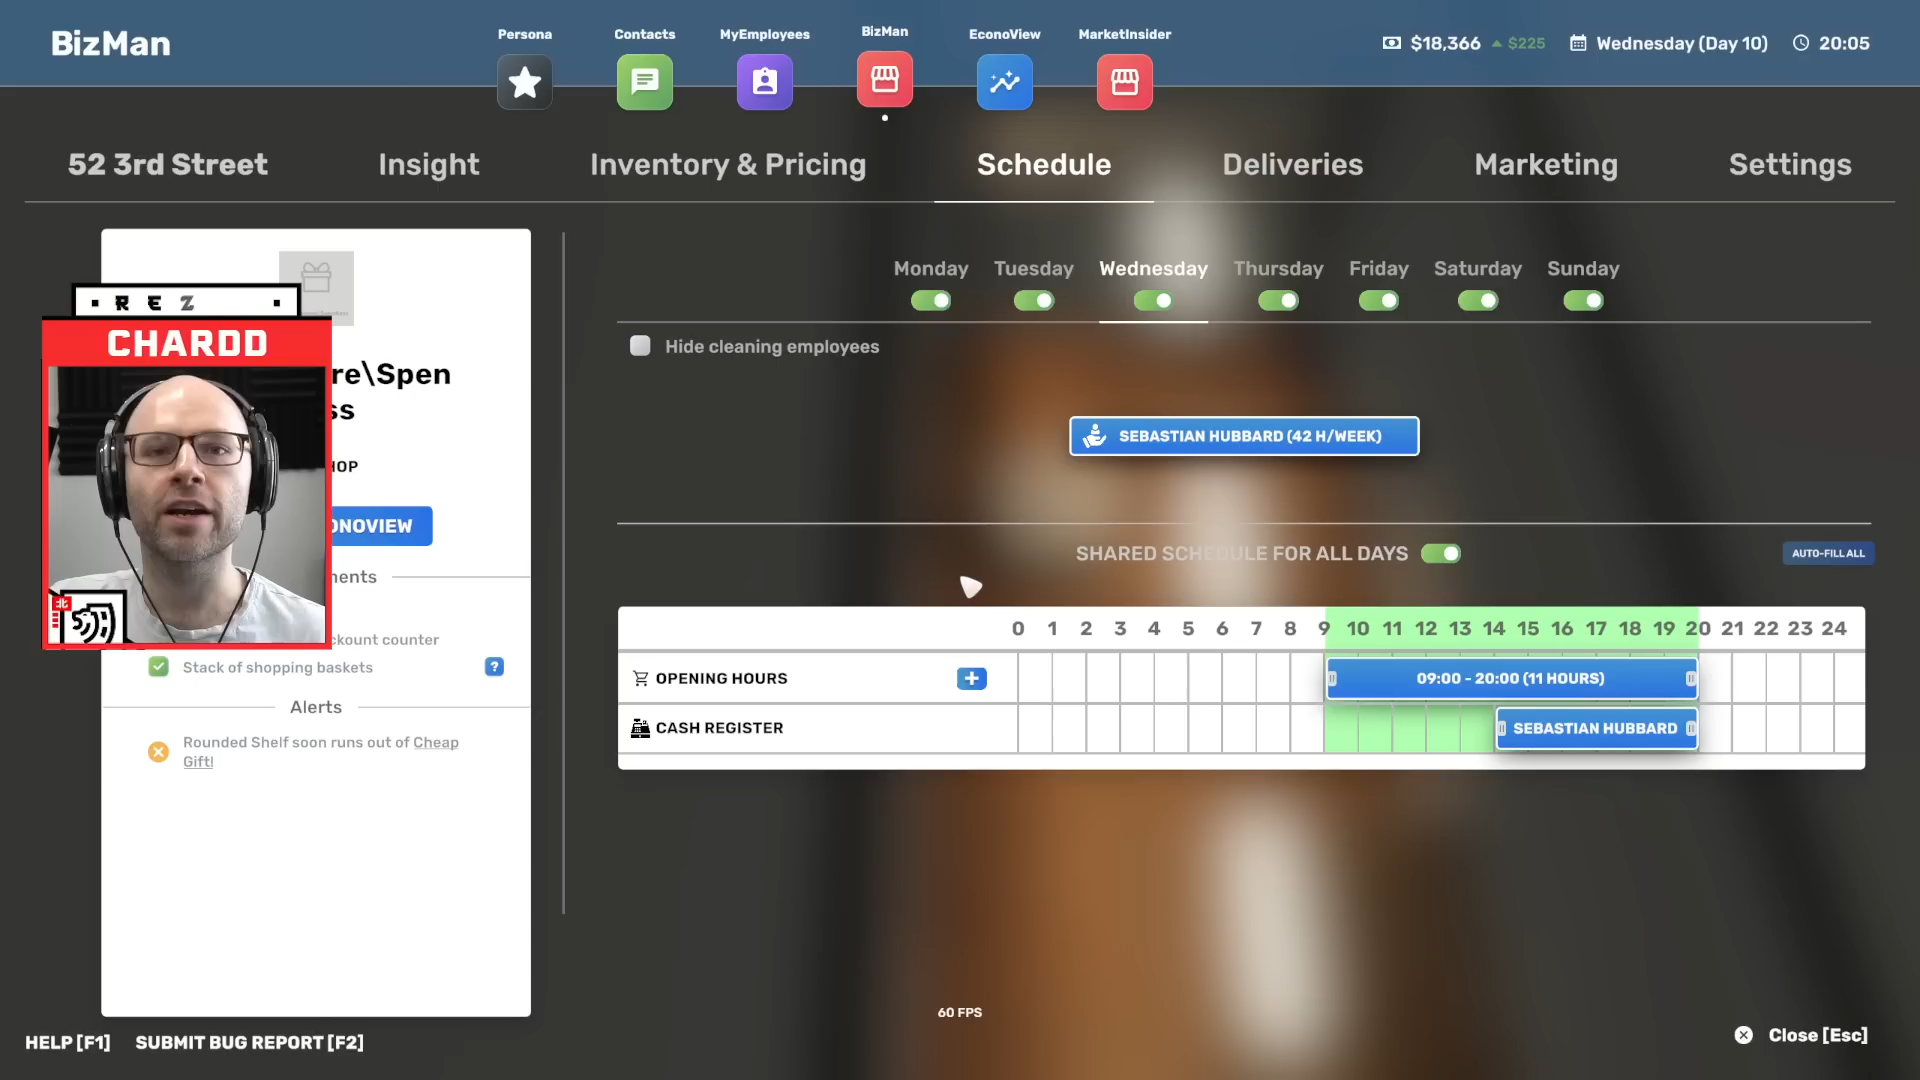 BizMan
Persona
Contacts
MyEmployees
BizMan
EconoView
MarketInsider
$18,366
$225
Wednesday (Day 10)
20:05
52 3rd Street
Insight
Inventory & Pricing
Schedule
Deliveries
Marketing
Settings
REZ
CHARDD
re\Spen
ss
HOP
ONOVIEW
ments
ckount counter
Stack of shopping baskets
?
Alerts
Rounded Shelf soon runs out of Cheap
Gift!
Monday
Tuesday
Wednesday
Thursday
Friday
Saturday
Sunday
Hide cleaning employees
SEBASTIAN HUBBARD (42 H/WEEK)
SHARED SCHEDULE FOR ALL DAYS
AUTO-FILL ALL
0 1 2 3 4 5 6 7 8 9 10 11 12 13 14 15 16 17 18 19 20 21 22 23 24
OPENING HOURS
+
09:00 - 20:00 (11 HOURS)
CASH REGISTER
SEBASTIAN HUBBARD
60 FPS
HELP [F1]
SUBMIT BUG REPORT [F2]
Close [Esc]